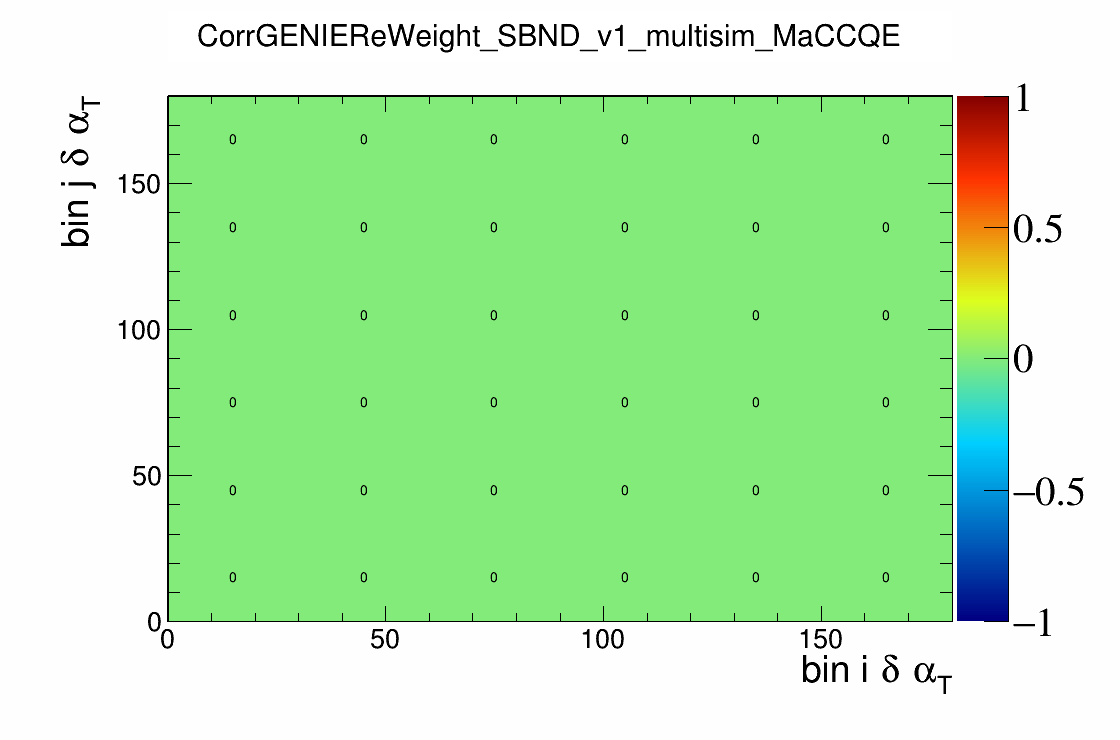 CorrGENIEReWeight_SBND_v1_multisim_MaCCQE
bin j δ α_T
150
100
50
0
0 0 0 0 0 0
0 0 0 0 0 0
0 0 0 0 0 0
0 0 0 0 0 0
0 0 0 0 0 0
0 0 0 0 0 0
0 50 100 150
bin i δ α_T
1
0.5
0
−0.5
−1